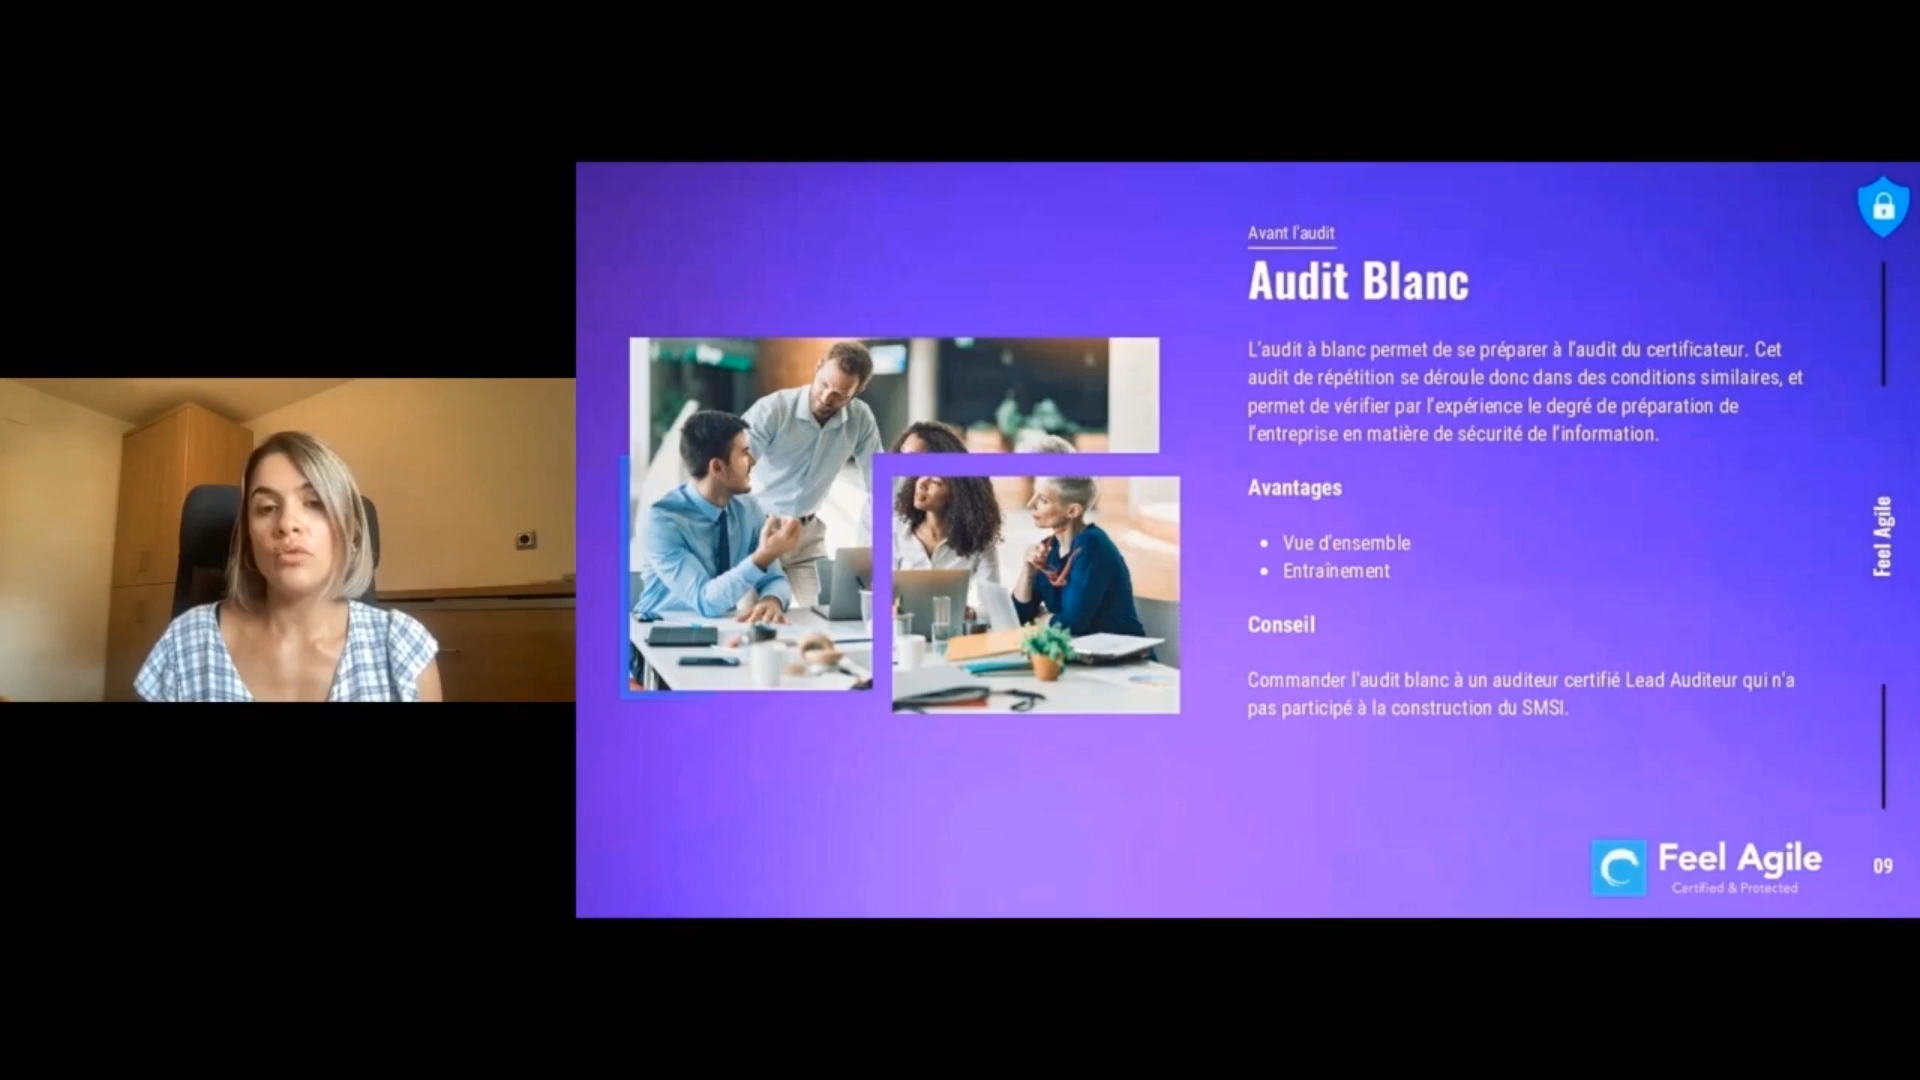 Avant l'audit
Audit Blanc
L'audit à blanc permet de se préparer à l'audit du certificateur. Cet
audit de répétition se déroule donc dans des conditions similaires, et
permet de vérifier par l'expérience le degré de préparation de
l'entreprise en matière de sécurité de l'information.
Avantages
• Vue d'ensemble
• Entraînement
Conseil
Commander l'audit blanc à un auditeur certifié Lead Auditeur qui n'a
pas participé à la construction du SMSI.
Feel Agile
Feel Agile
Certified & Protected
09